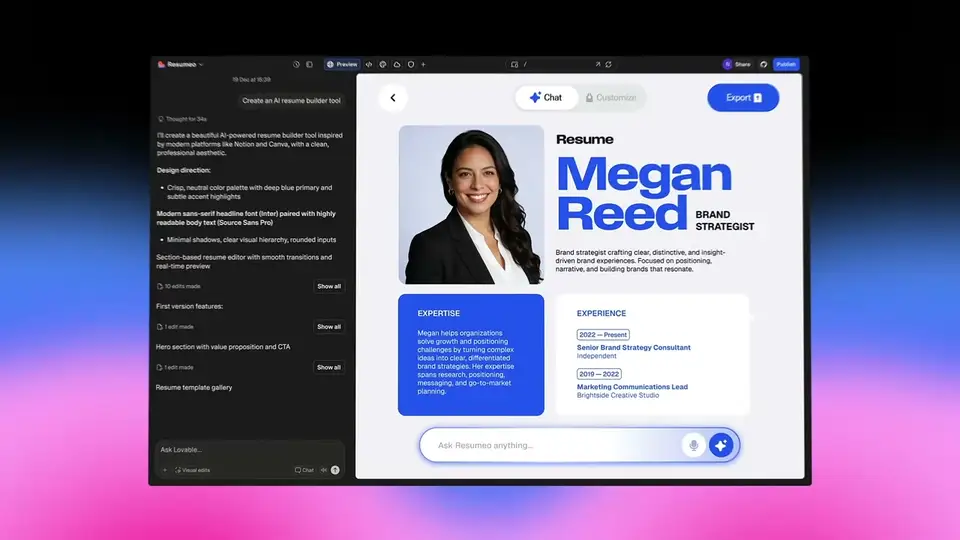 Resumeo
Preview
/
Share
Publish
19 Dec at 18:39
Create an AI resume builder tool
Thought for 34s
I'll create a beautiful AI-powered resume builder tool inspired
by modern platforms like Notion and Canva, with a clean,
professional aesthetic.
Design direction:
• Crisp, neutral color palette with deep blue primary and
subtle accent highlights
Modern sans-serif headline font (Inter) paired with highly
readable body text (Source Sans Pro)
• Minimal shadows, clear visual hierarchy, rounded inputs
Section-based resume editor with smooth transitions and
real-time preview
10 edits made
Show all
First version features:
1 edit made
Show all
Hero section with value proposition and CTA
1 edit made
Show all
Resume template gallery
Ask Lovable...
+
Visual edits
Chat
Chat
Customize
Export
Resume
Megan
Reed
BRAND
STRATEGIST
Brand strategist crafting clear, distinctive, and insight-
driven brand experiences. Focused on positioning,
narrative, and building brands that resonate.
EXPERTISE
Megan helps organizations
solve growth and positioning
challenges by turning complex
ideas into clear, differentiated
brand strategies. Her expertise
spans research, positioning,
messaging, and go-to-market
planning.
EXPERIENCE
2022 — Present
Senior Brand Strategy Consultant
Independent
2019 — 2022
Marketing Communications Lead
Brightside Creative Studio
Ask Resumeo anything...